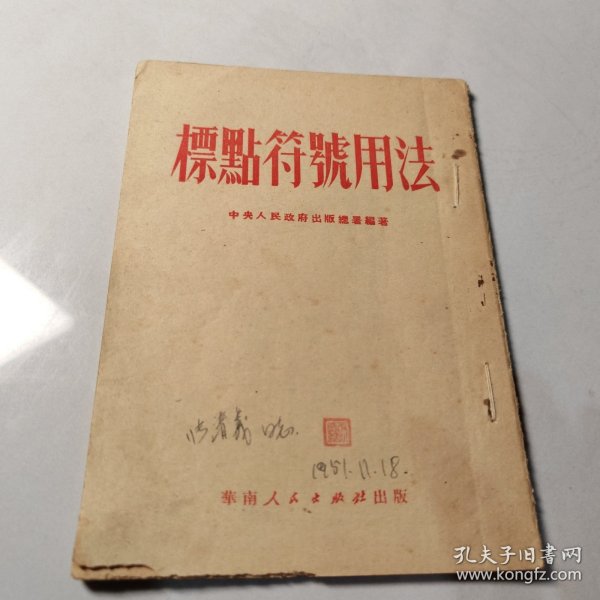 標點符號用法
中央人民政府出版總署編著
1951.11.18.
華南人民出版社出版
孔夫子旧书网
www.kongfz.com